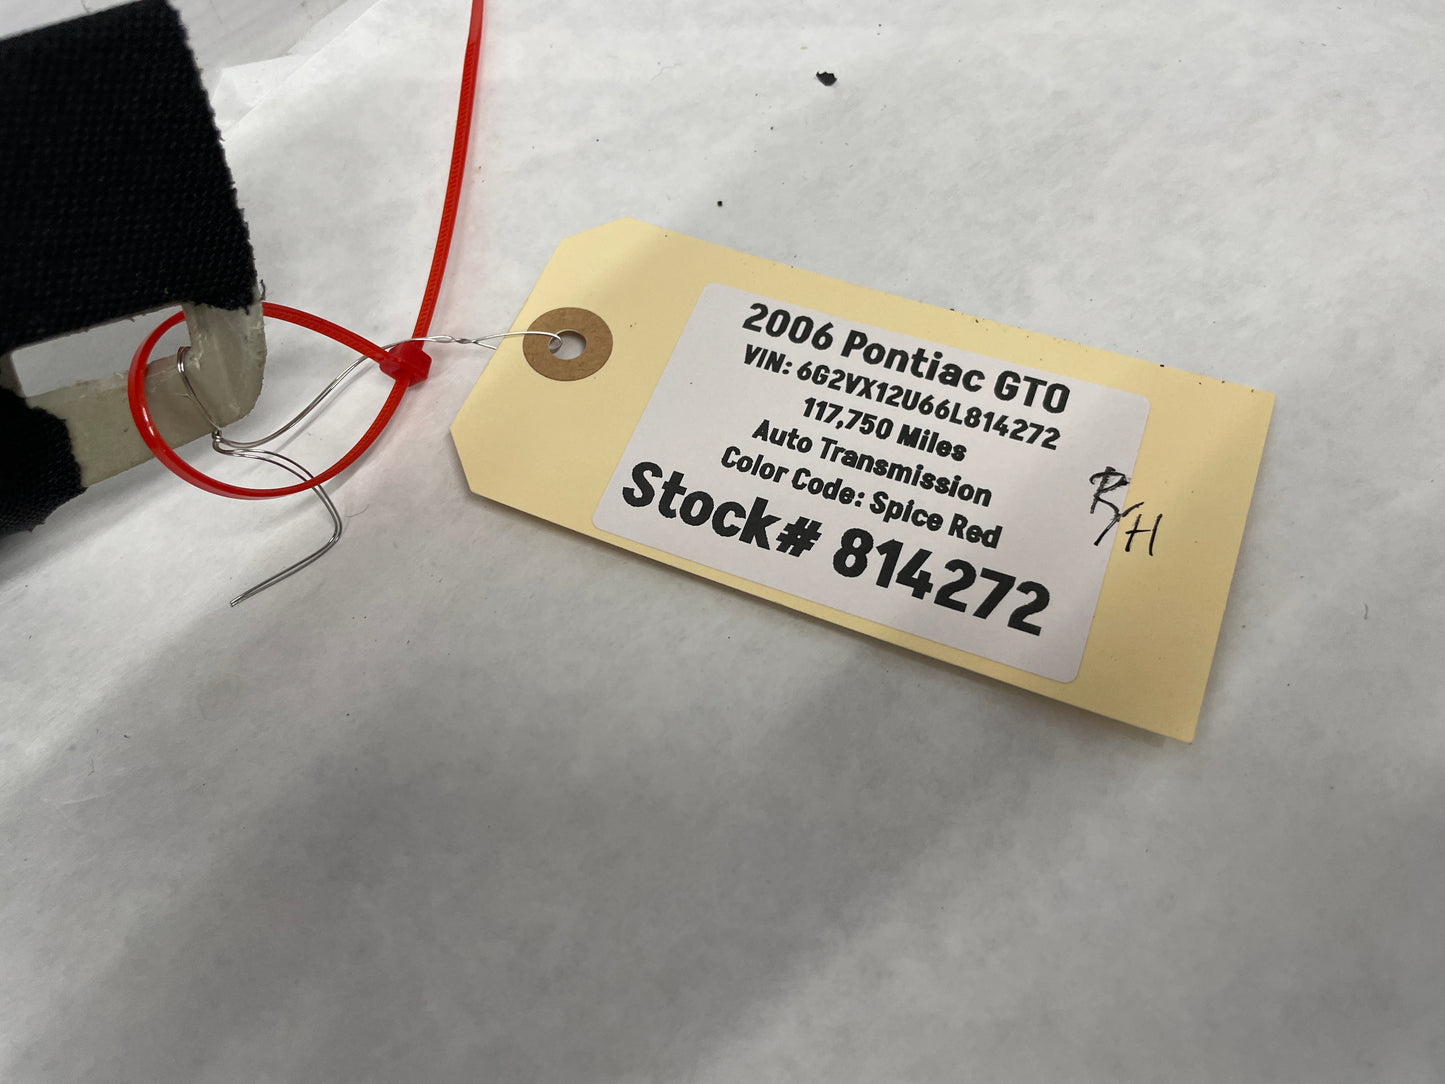 2006 Pontiac GTO
VIN: 6G2VX12U66L814272
117,750 Miles
Auto Transmission
Color Code: Spice Red
Stock# 814272
R/H